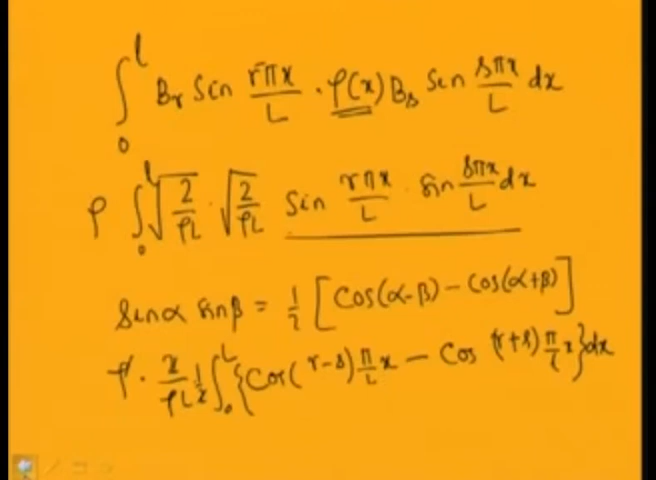 ∫₀ˡ Bᵣ Sin rπx/L · ρ(x) Bₛ Sin sπx/L dx
ρ ∫₀ˡ √(2/ρL) · √(2/ρL) Sin rπx/L · Sin sπx/L dx
Sinα Sinβ = 1/2 [Cos(α-β) - Cos(α+β)]
ρ · 2/ρL 1/2 ∫₀ᴸ {Cos(r-s) π/L x - Cos (r+s) π/L x} dx